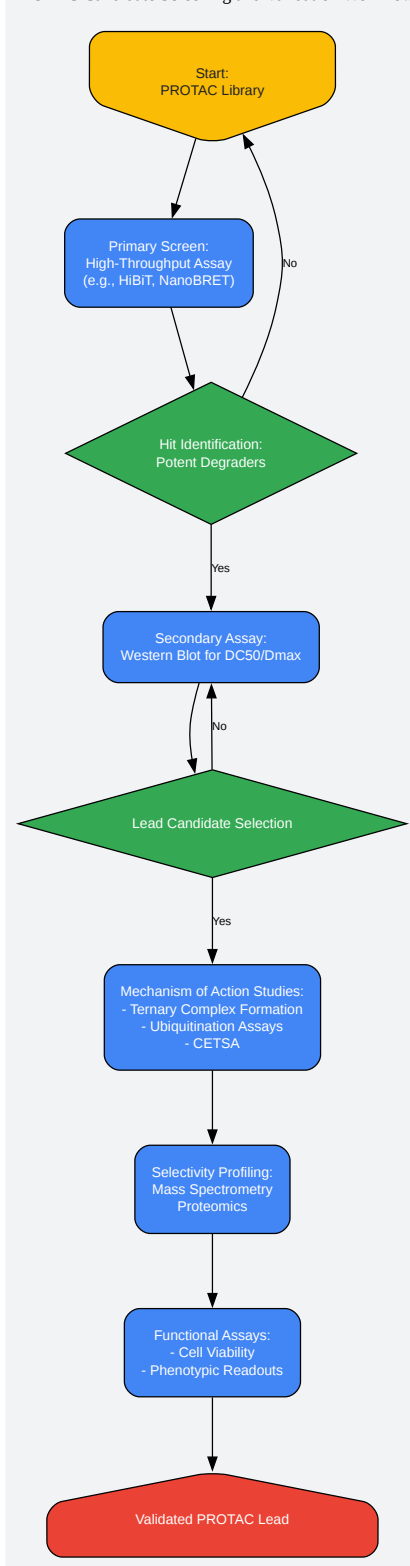 Start:
PROTAC Library
Primary Screen:
High-Throughput Assay
(e.g., HiBiT, NanoBRET)
No
Hit Identification:
Potent Degraders
Yes
Secondary Assay:
Western Blot for DC50/Dmax
No
Lead Candidate Selection
Yes
Mechanism of Action Studies:
- Ternary Complex Formation
- Ubiquitination Assays
- CETSA
Selectivity Profiling:
Mass Spectrometry
Proteomics
Functional Assays:
- Cell Viability
- Phenotypic Readouts
Validated PROTAC Lead